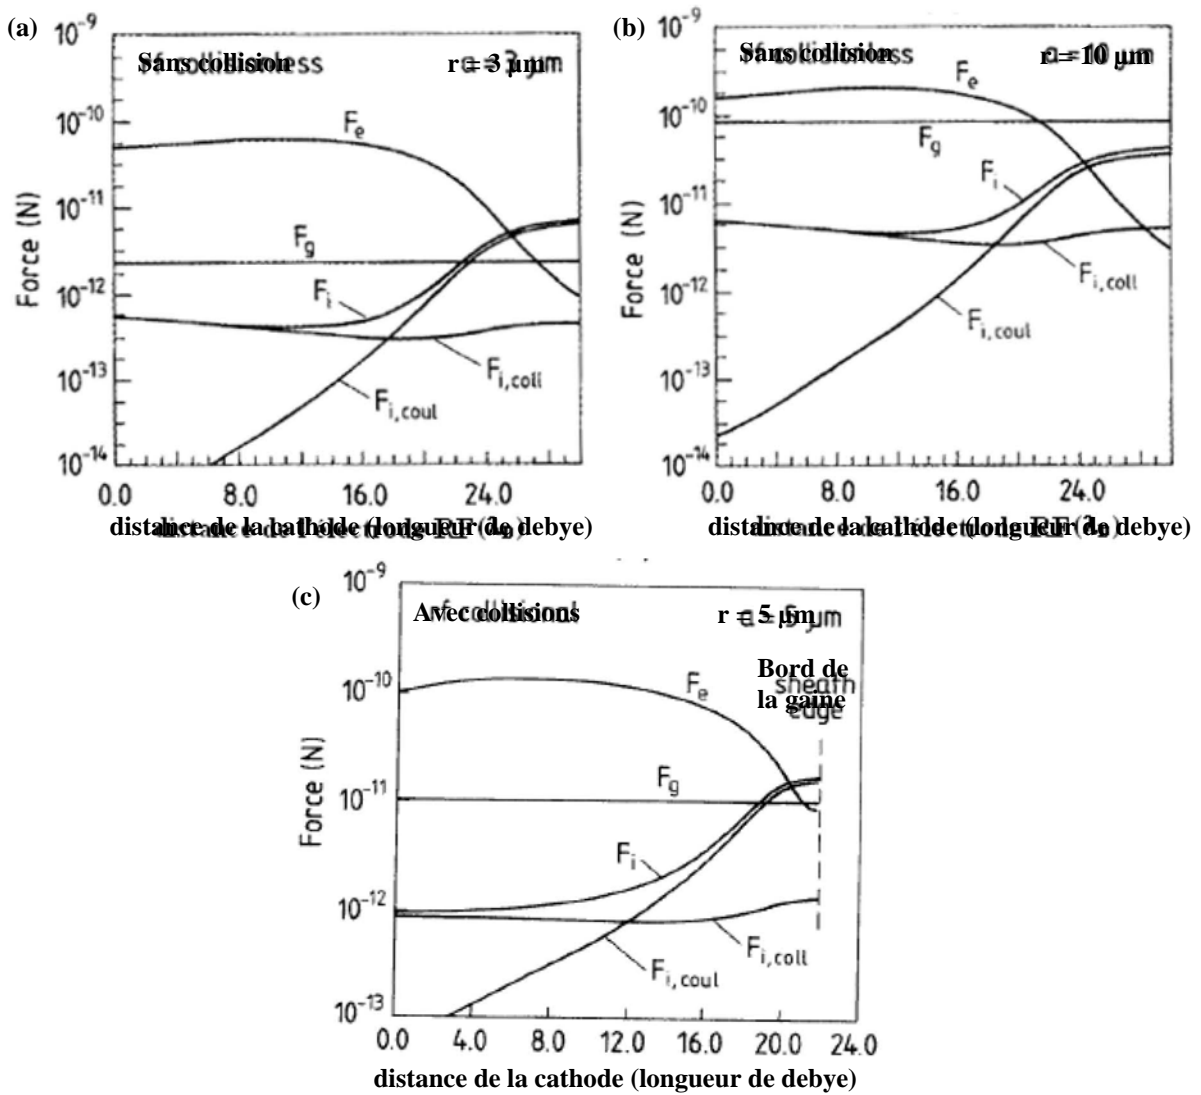 (a)
10⁻⁹
Sans collision
r = 3 µm
10⁻¹⁰
Fₑ
10⁻¹¹
Force (N)
F_g
10⁻¹²
F_i
10⁻¹³
F_i,coll
F_i,coul
10⁻¹⁴
0.0 8.0 16.0 24.0
distance de la cathode (longueur de debye)
(b)
10⁻⁹
Sans collision
r = 10 µm
Fₑ
10⁻¹⁰
F_g
F_i
10⁻¹¹
Force (N)
F_i,coll
10⁻¹²
F_i,coul
10⁻¹³
10⁻¹⁴
0.0 8.0 16.0 24.0
distance de la cathode (longueur de debye)
(c)
10⁻⁹
Avec collisions
r = 5 µm
Bord de
la gaine
sheath
edge
10⁻¹⁰
Fₑ
F_g
10⁻¹¹
Force (N)
F_i
10⁻¹²
F_i,coll
F_i,coul
10⁻¹³
0.0 4.0 8.0 12.0 16.0 20.0 24.0
distance de la cathode (longueur de debye)